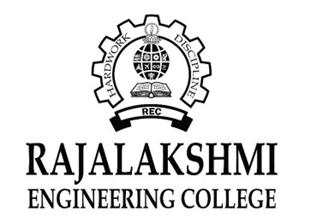 HARDWORK DISCIPLINE
REC
RAJALAKSHMI
ENGINEERING COLLEGE